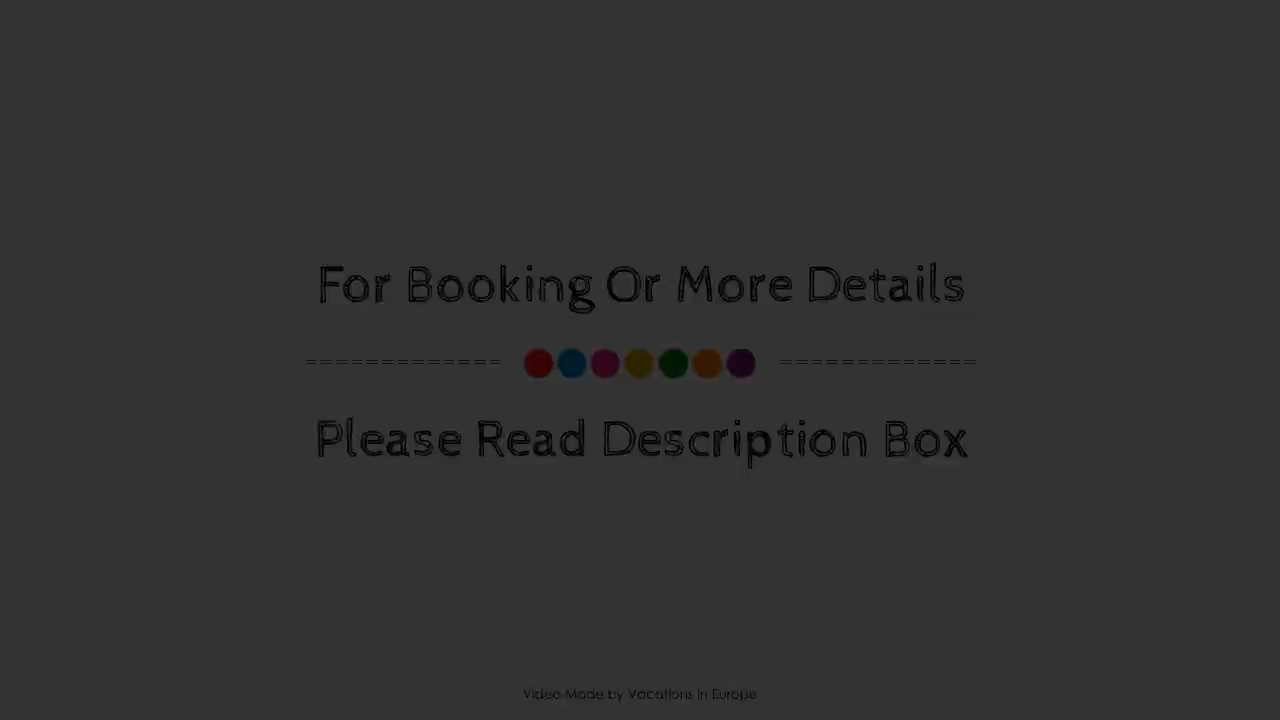 For Booking Or More Details
Please Read Description Box
Video Made by Vacations in Europe